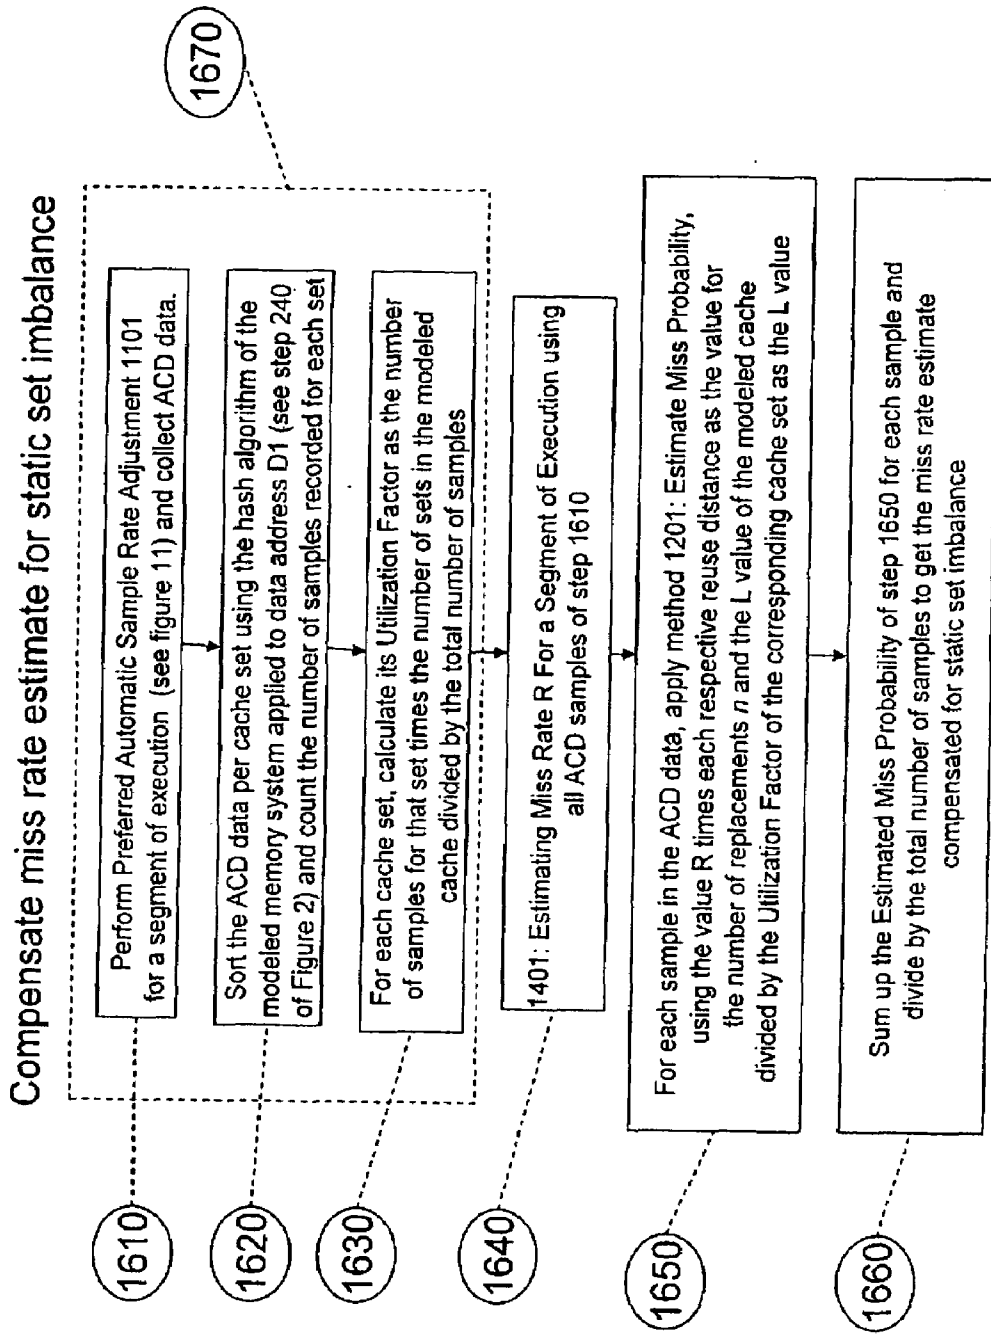 Compensate miss rate estimate for static set imbalance
1670
1610
Perform Preferred Automatic Sample Rate Adjustment 1101
for a segment of execution (see figure 11) and collect ACD data.
1620
Sort the ACD data per cache set using the hash algorithm of the
modeled memory system applied to data address D1 (see step 240
of Figure 2) and count the number of samples recorded for each set
1630
For each cache set, calculate its Utilization Factor as the number
of samples for that set times the number of sets in the modeled
cache divided by the total number of samples
1640
1401: Estimating Miss Rate R For a Segment of Execution using
all ACD samples of step 1610
1650
For each sample in the ACD data, apply method 1201: Estimate Miss Probability,
using the value R times each respective reuse distance as the value for
the number of replacements n and the L value of the modeled cache
divided by the Utilization Factor of the corresponding cache set as the L value
1660
Sum up the Estimated Miss Probability of step 1650 for each sample and
divide by the total number of samples to get the miss rate estimate
compensated for static set imbalance